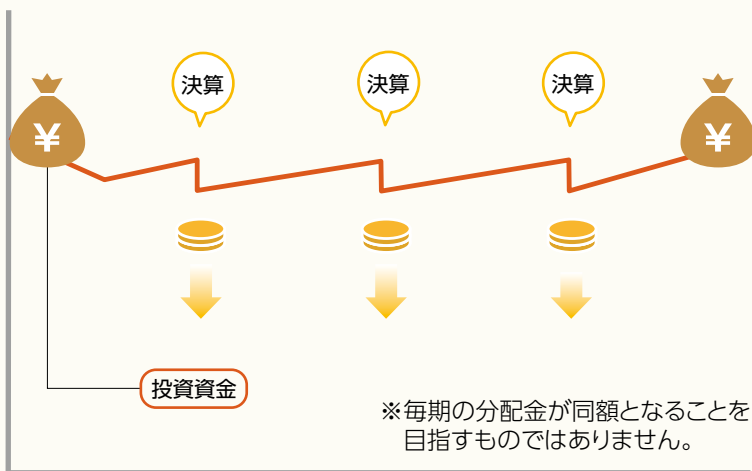 決算
決算
決算
¥
¥
投資資金
※毎期の分配金が同額となることを
目指すものではありません。